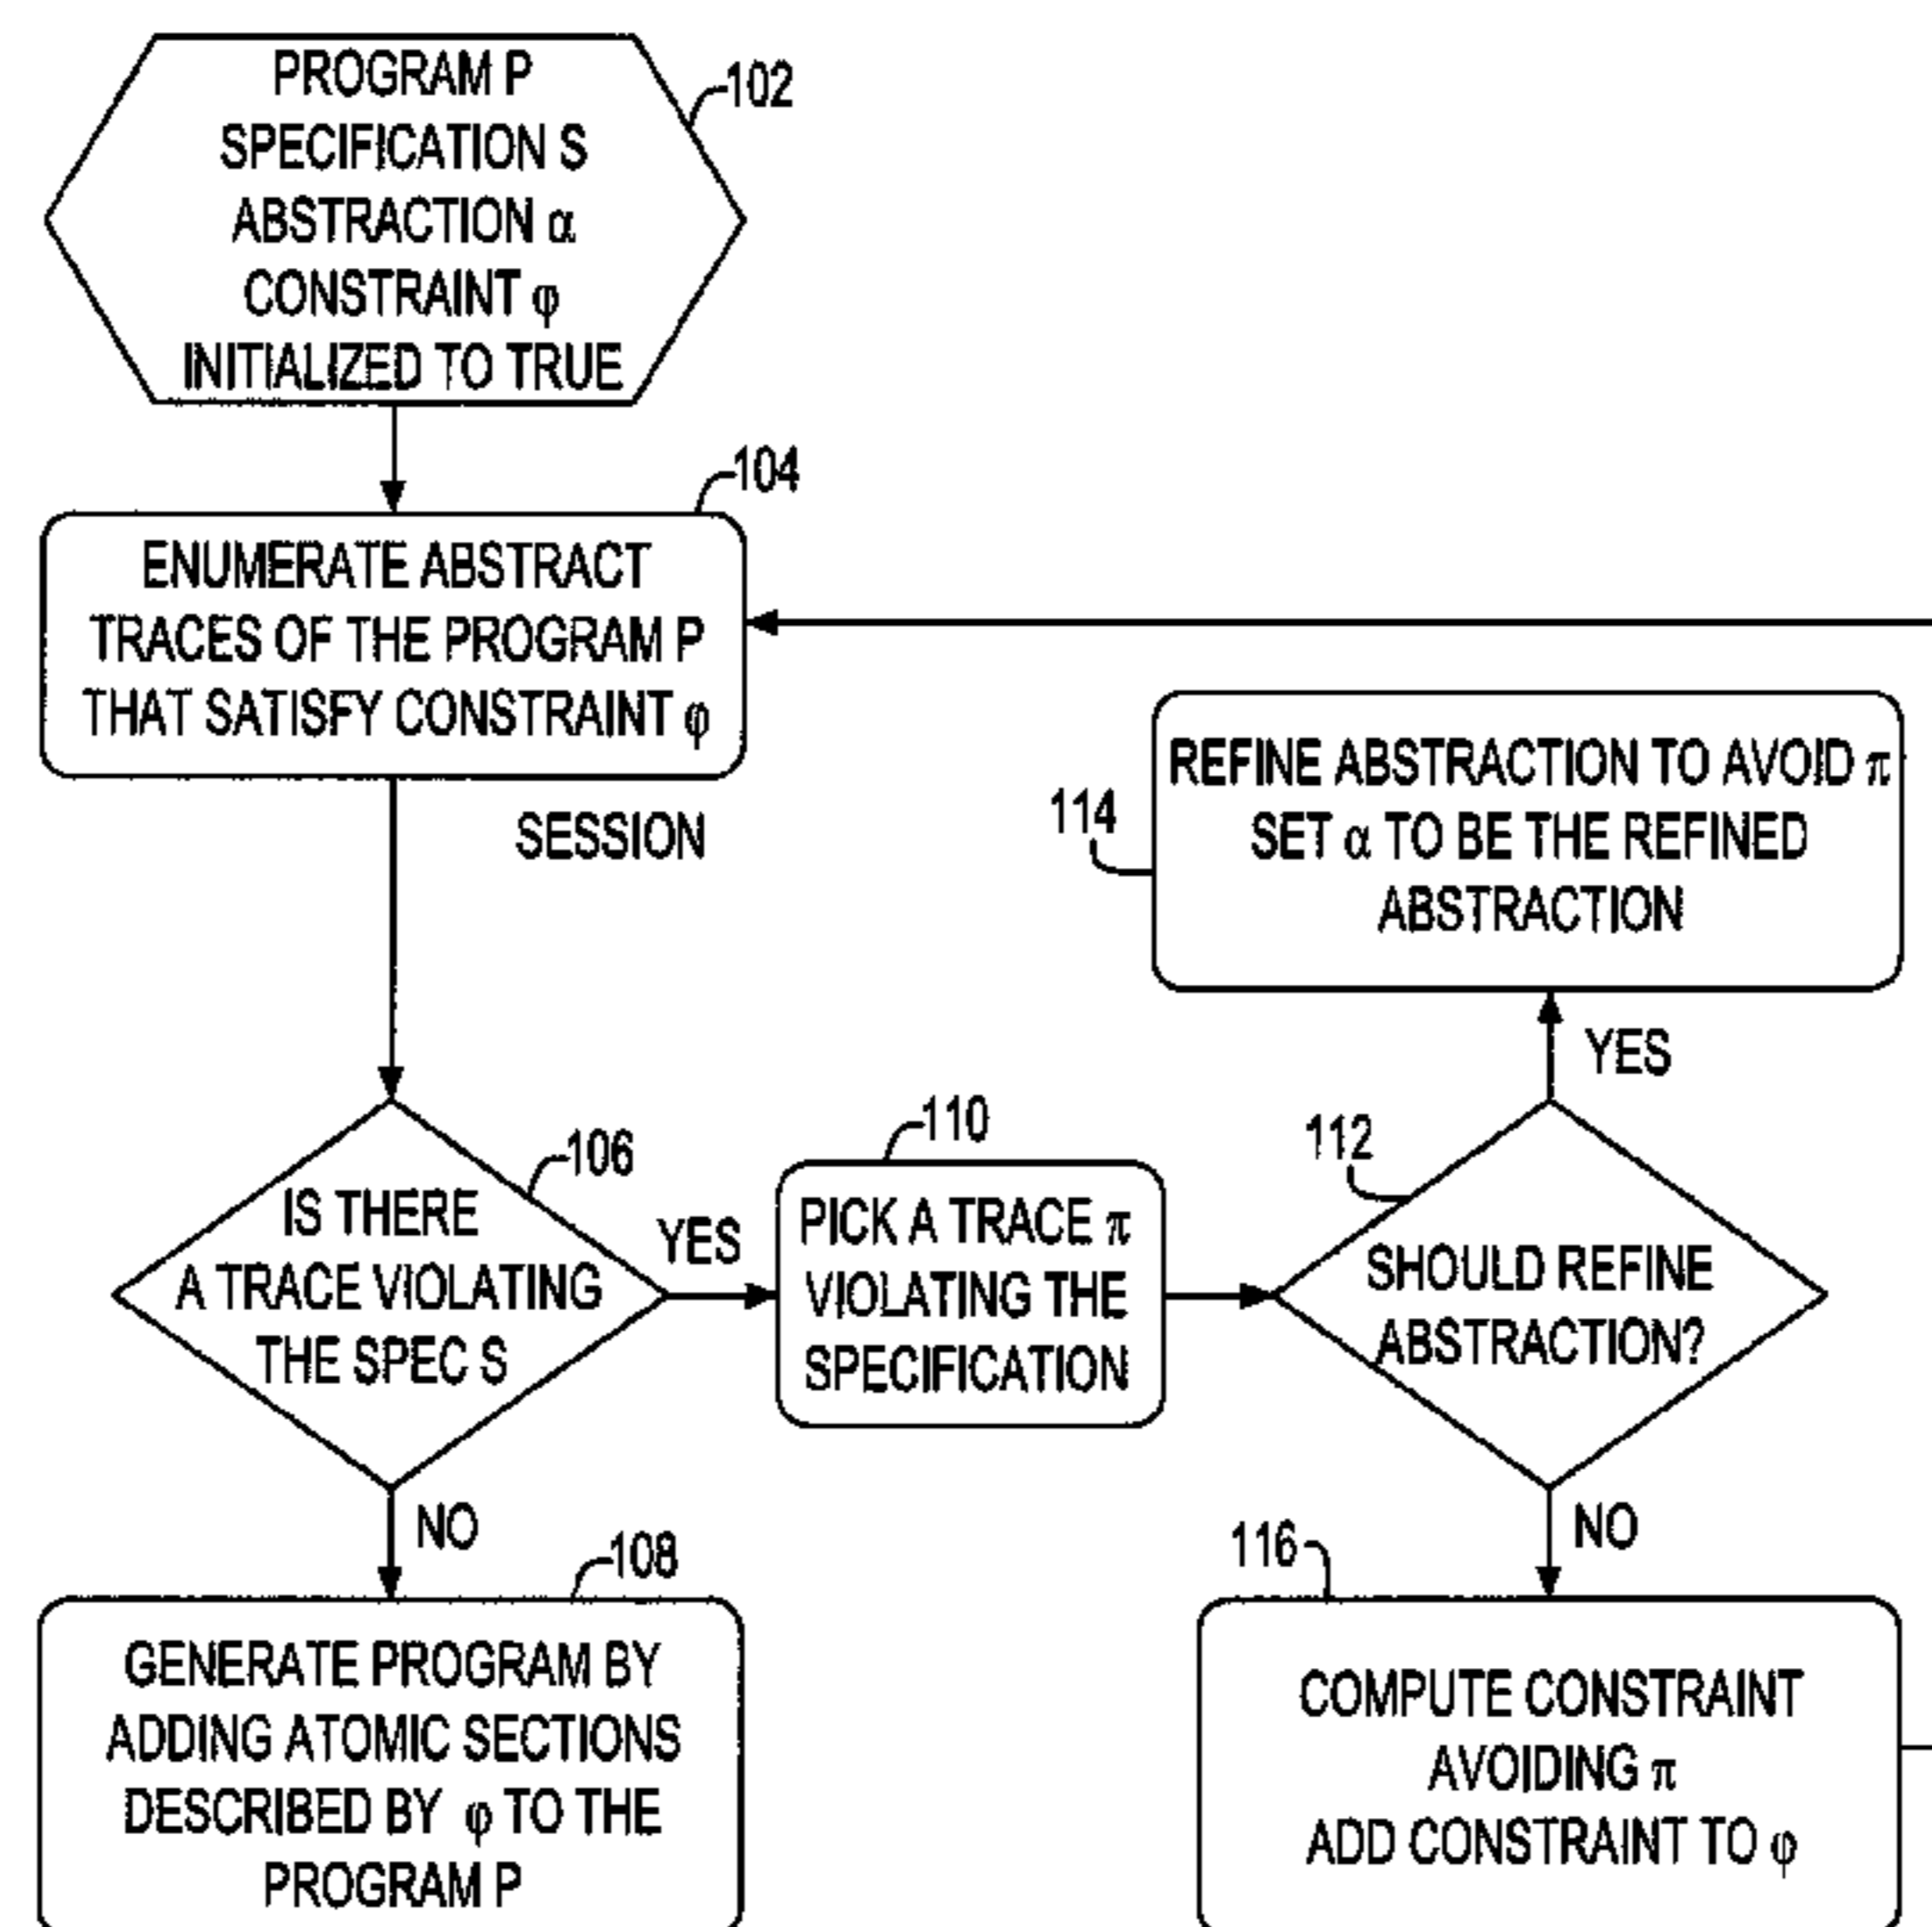 PROGRAM P
SPECIFICATION S
ABSTRACTION α
CONSTRAINT φ
INITIALIZED TO TRUE
102
104
ENUMERATE ABSTRACT
TRACES OF THE PROGRAM P
THAT SATISFY CONSTRAINT φ
SESSION
114
REFINE ABSTRACTION TO AVOID π
SET α TO BE THE REFINED
ABSTRACTION
YES
106
IS THERE
A TRACE VIOLATING
THE SPEC S
YES
110
PICK A TRACE π
VIOLATING THE
SPECIFICATION
112
SHOULD REFINE
ABSTRACTION?
NO
108
GENERATE PROGRAM BY
ADDING ATOMIC SECTIONS
DESCRIBED BY φ TO THE
PROGRAM P
NO
116
COMPUTE CONSTRAINT
AVOIDING π
ADD CONSTRAINT TO φ